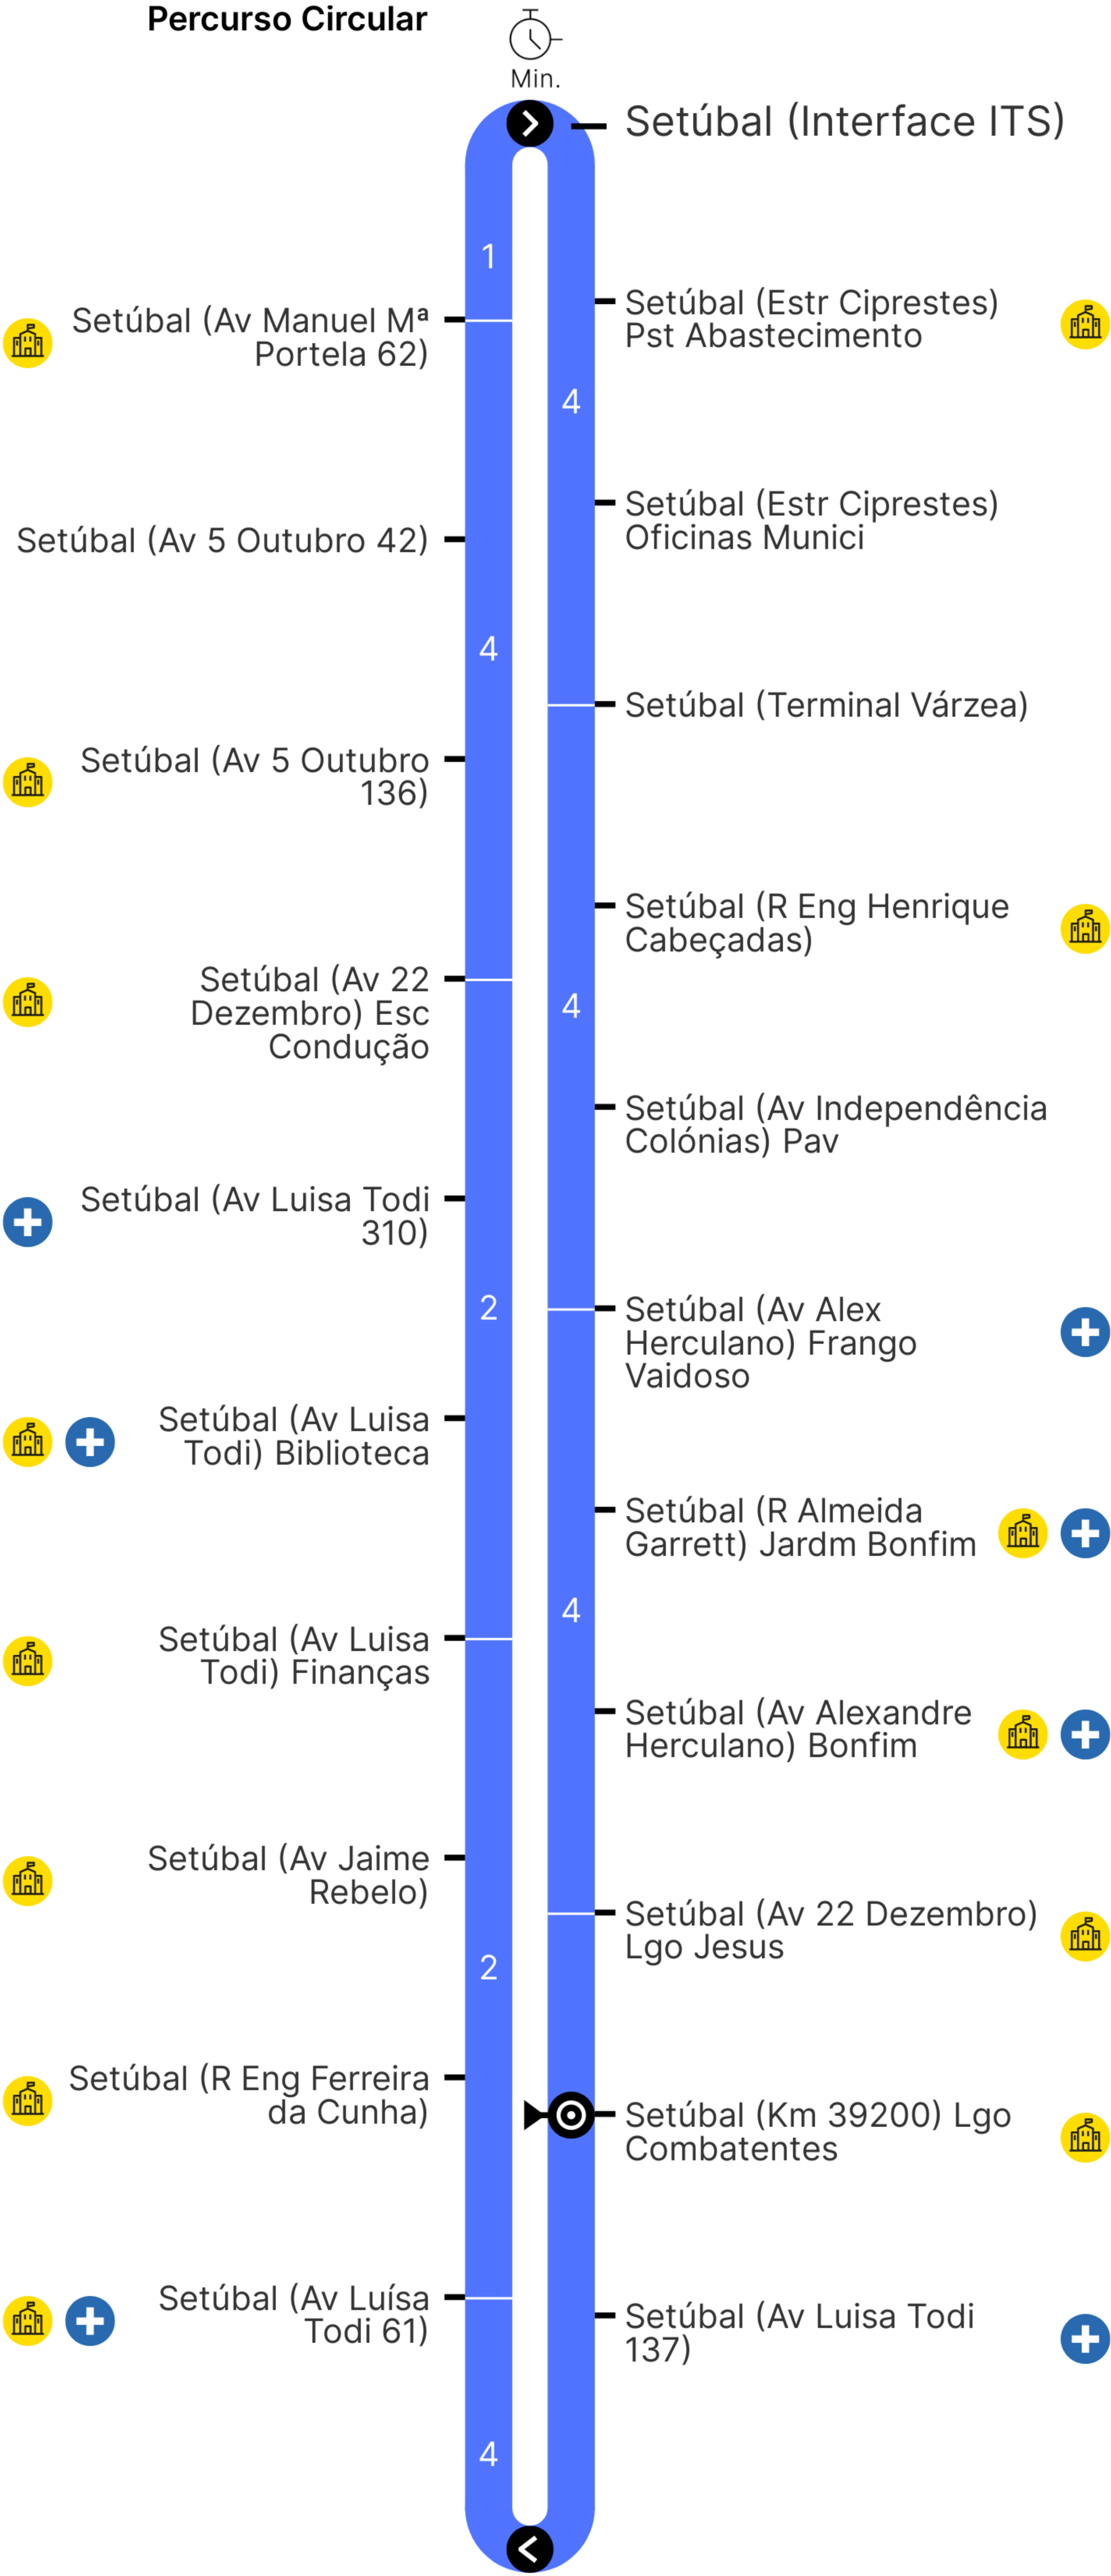 Percurso Circular
Min.
Setúbal (Interface ITS)
1
Setúbal (Estr Ciprestes)
Pst Abastecimento
Setúbal (Av Manuel Mª
Portela 62)
4
Setúbal (Estr Ciprestes)
Oficinas Munici
Setúbal (Av 5 Outubro 42)
4
Setúbal (Terminal Várzea)
Setúbal (Av 5 Outubro
136)
Setúbal (R Eng Henrique
Cabeçadas)
Setúbal (Av 22
Dezembro) Esc
Condução
4
Setúbal (Av Independência
Colónias) Pav
Setúbal (Av Luisa Todi
310)
2
Setúbal (Av Alex
Herculano) Frango
Vaidoso
Setúbal (Av Luisa
Todi) Biblioteca
Setúbal (R Almeida
Garrett) Jardm Bonfim
4
Setúbal (Av Luisa
Todi) Finanças
Setúbal (Av Alexandre
Herculano) Bonfim
Setúbal (Av Jaime
Rebelo)
Setúbal (Av 22 Dezembro)
Lgo Jesus
2
Setúbal (R Eng Ferreira
da Cunha)
Setúbal (Km 39200) Lgo
Combatentes
Setúbal (Av Luísa
Todi 61)
Setúbal (Av Luisa Todi
137)
4